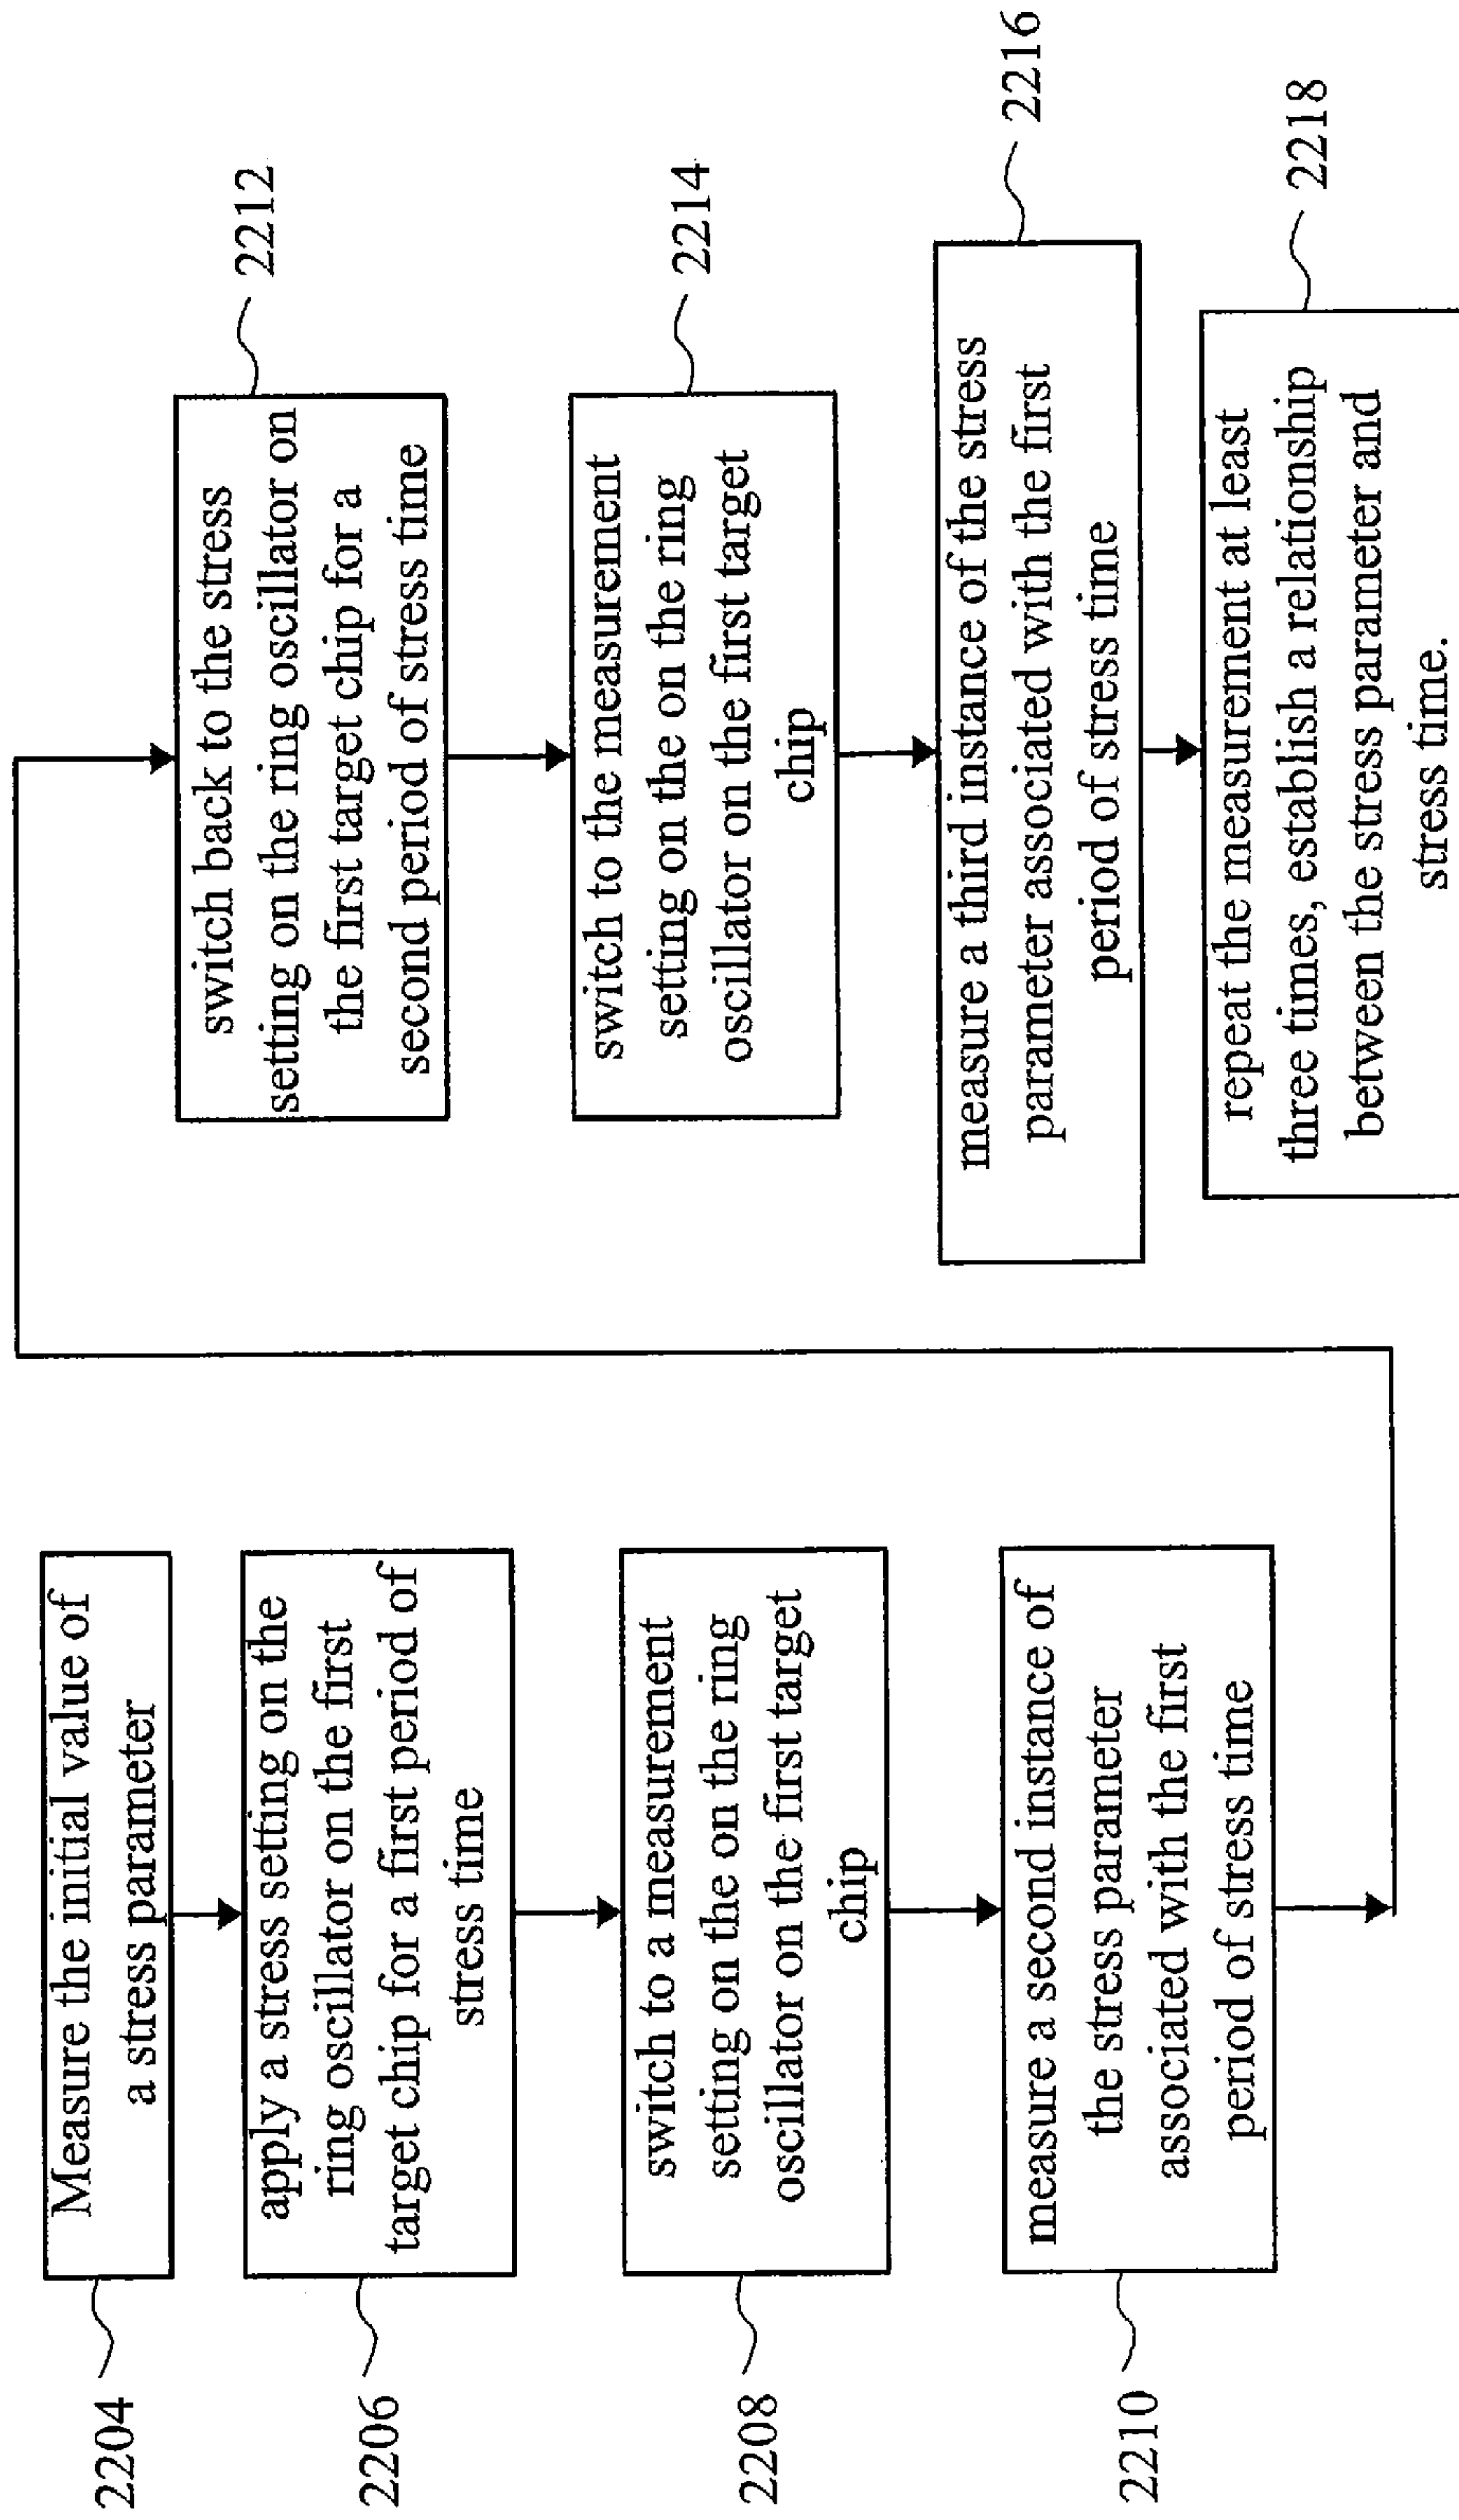 2204
Measure the initial value of
a stress parameter
2206
apply a stress setting on the
ring oscillator on the first
target chip for a first period of
stress time
2208
switch to a measurement
setting on the on the ring
oscillator on the first target
chip
2210
measure a second instance of
the stress parameter
associated with the first
period of stress time
2212
switch back to the stress
setting on the ring oscillator on
the first target chip for a
second period of stress time
2214
switch to the measurement
setting on the on the ring
oscillator on the first target
chip
2216
measure a third instance of the stress
parameter associated with the first
period of stress time
2218
repeat the measurement at least
three times, establish a relationship
between the stress parameter and
stress time.